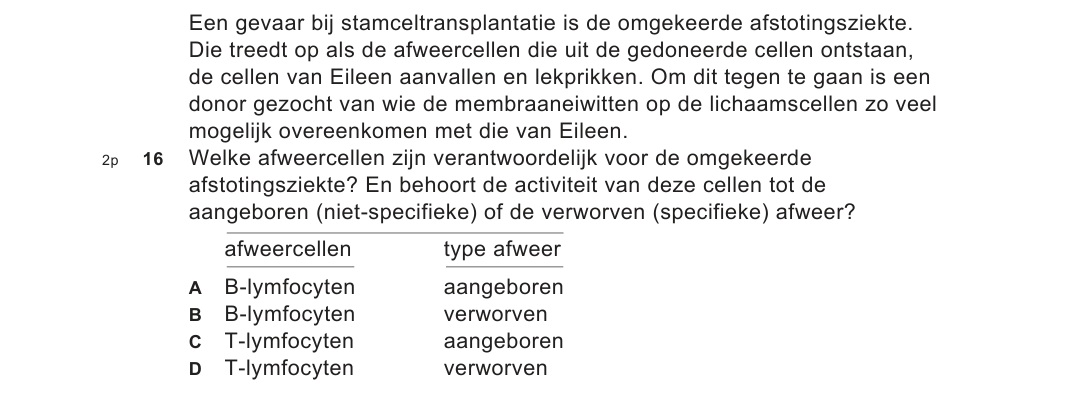 Een gevaar bij stamceltransplantatie is de omgekeerde afstotingsziekte.
Die treedt op als de afweercellen die uit de gedoneerde cellen ontstaan,
de cellen van Eileen aanvallen en lekprikken. Om dit tegen te gaan is een
donor gezocht van wie de membraaneiwitten op de lichaamscellen zo veel
mogelijk overeenkomen met die van Eileen.
2p 16 Welke afweercellen zijn verantwoordelijk voor de omgekeerde
afstotingsziekte? En behoort de activiteit van deze cellen tot de
aangeboren (niet-specifieke) of de verworven (specifieke) afweer?
afweercellen type afweer
A B-lymfocyten aangeboren
B B-lymfocyten verworven
C T-lymfocyten aangeboren
D T-lymfocyten verworven